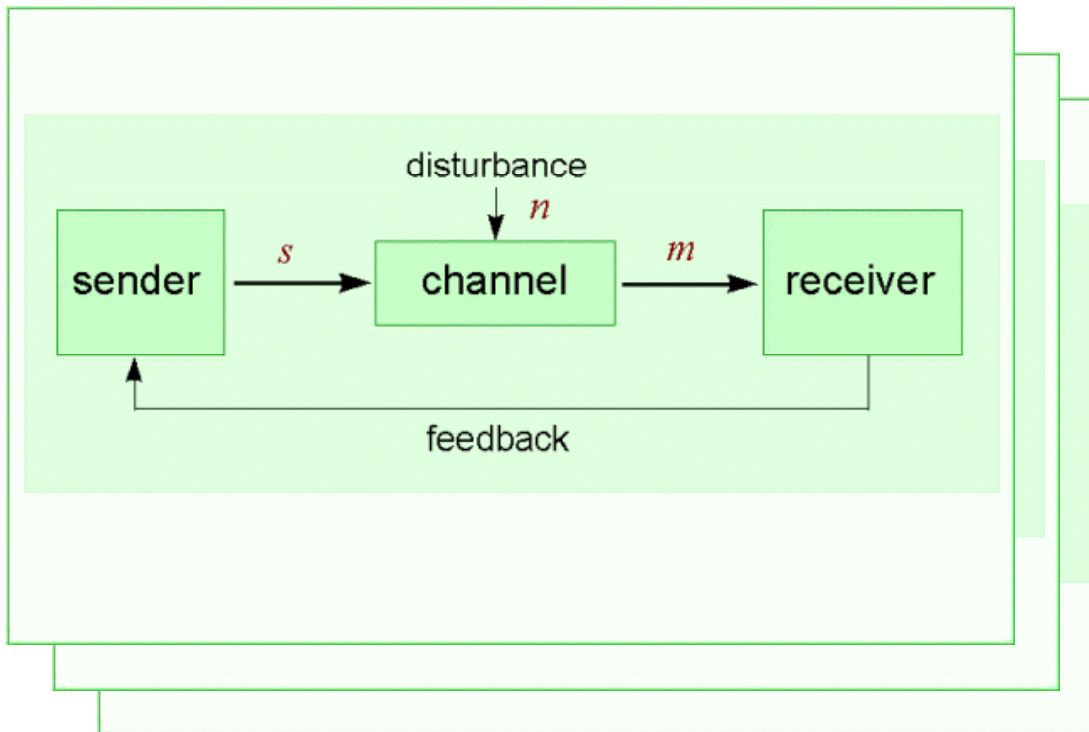 disturbance
n
s
m
sender
channel
receiver
feedback